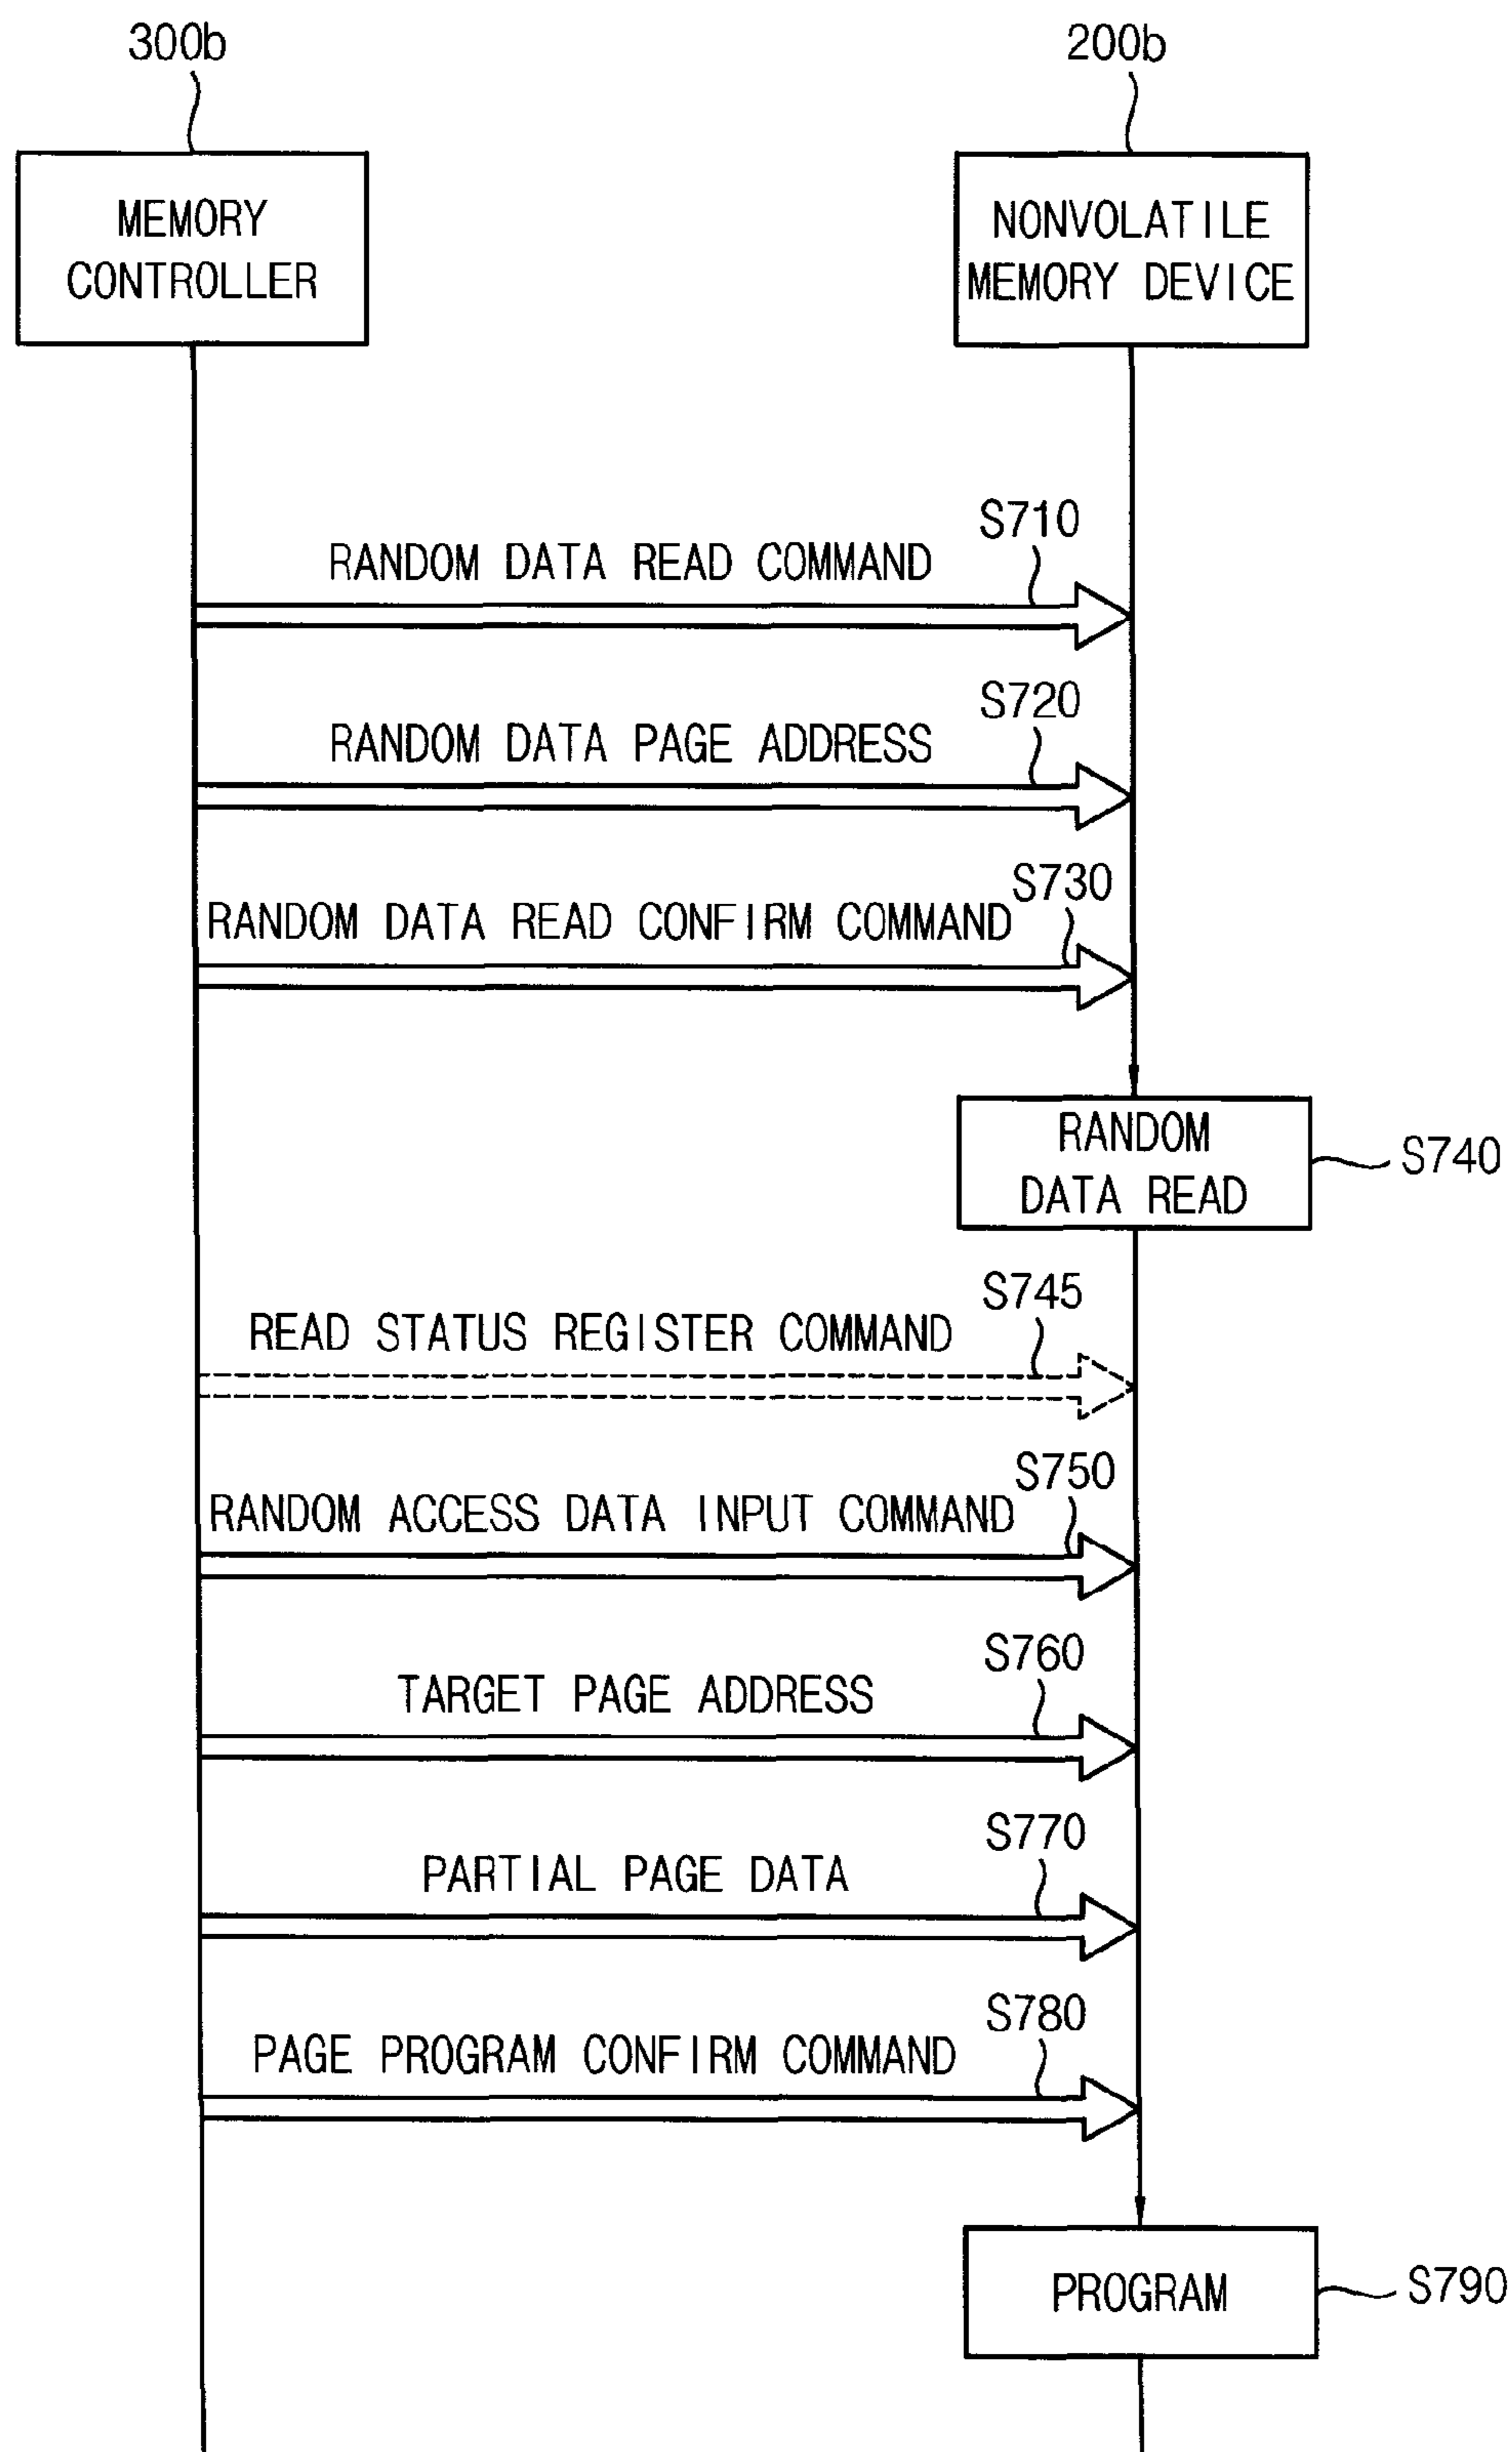 300b
200b
MEMORY
CONTROLLER
NONVOLATILE
MEMORY DEVICE
S710
RANDOM DATA READ COMMAND
S720
RANDOM DATA PAGE ADDRESS
S730
RANDOM DATA READ CONFIRM COMMAND
RANDOM
DATA READ
S740
S745
READ STATUS REGISTER COMMAND
S750
RANDOM ACCESS DATA INPUT COMMAND
S760
TARGET PAGE ADDRESS
S770
PARTIAL PAGE DATA
S780
PAGE PROGRAM CONFIRM COMMAND
PROGRAM
S790